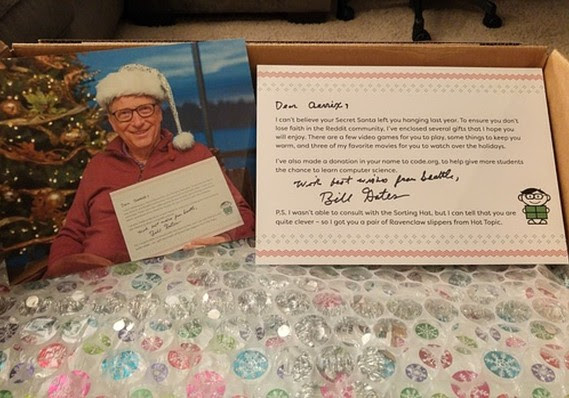 Dear Aerrix,
I can't believe your Secret Santa left you hanging last year. To ensure you don't
lose faith in the Reddit community, I've enclosed several gifts that I hope you
will enjoy. There are a few video games for you to play, some things to keep you
warm, and three of my favorite movies for you to watch over the holidays.
I've also made a donation in your name to code.org, to help give more students
the chance to learn computer science.
With best wishes from Seattle,
Bill Gates
P.S. I wasn't able to consult with the Sorting Hat, but I can tell that you are
quite clever – so I got you a pair of Ravenclaw slippers from Hot Topic.